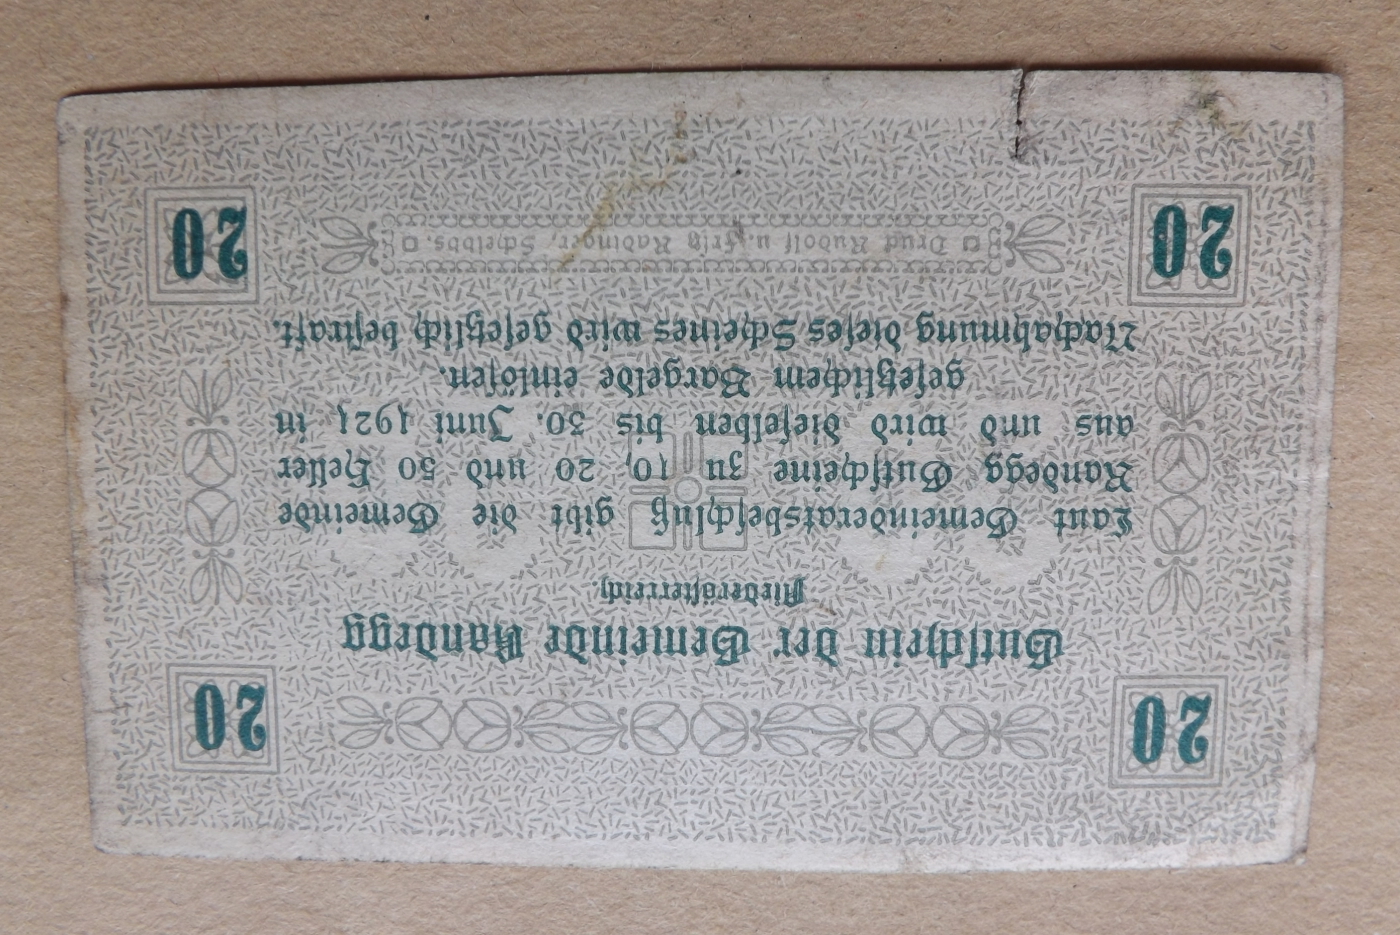 20
20
Gutschein der Gemeinde Randegg
Niederösterreich.
Laut Gemeinderatsbeschluß gibt die Gemeinde
Randegg Gutscheine zu 10, 20 und 50 Heller
aus und wird dieselben bis 30. Juni 1921 in
gesetzlichem Bargelde einlösen.
Nachahmung dieses Scheines wird gesetzlich bestraft.
20
Druck Rudolf u. Fritz Radinger, Scheibbs.
20